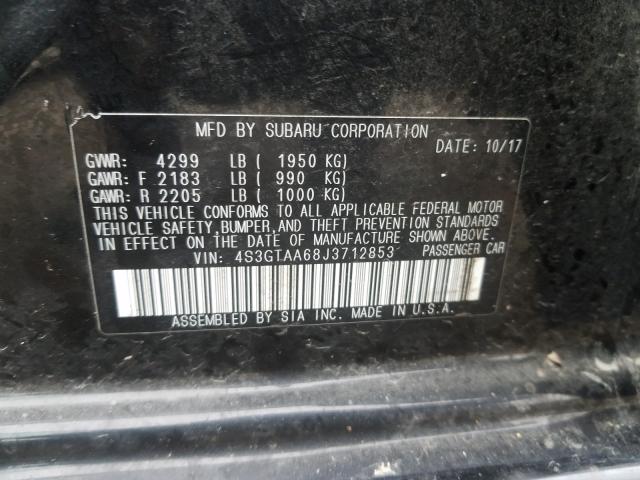 MFD BY SUBARU CORPORATION
DATE: 10/17
GVWR: 4299 LB ( 1950 KG)
GAWR: F 2183 LB ( 990 KG)
GAWR: R 2205 LB ( 1000 KG)
THIS VEHICLE CONFORMS TO ALL APPLICABLE FEDERAL MOTOR
VEHICLE SAFETY, BUMPER, AND THEFT PREVENTION STANDARDS
IN EFFECT ON THE DATE OF MANUFACTURE SHOWN ABOVE.
VIN: 4S3GTAA68J3712853 PASSENGER CAR
ASSEMBLED BY SIA INC. MADE IN U.S.A.